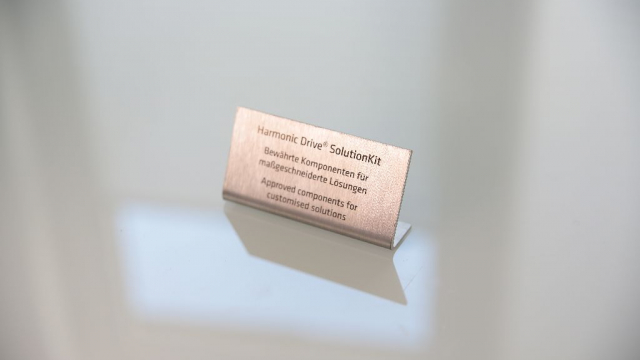 Harmonic Drive® SolutionKit
Bewährte Komponenten für
maßgeschneiderte Lösungen
Approved components for
customised solutions